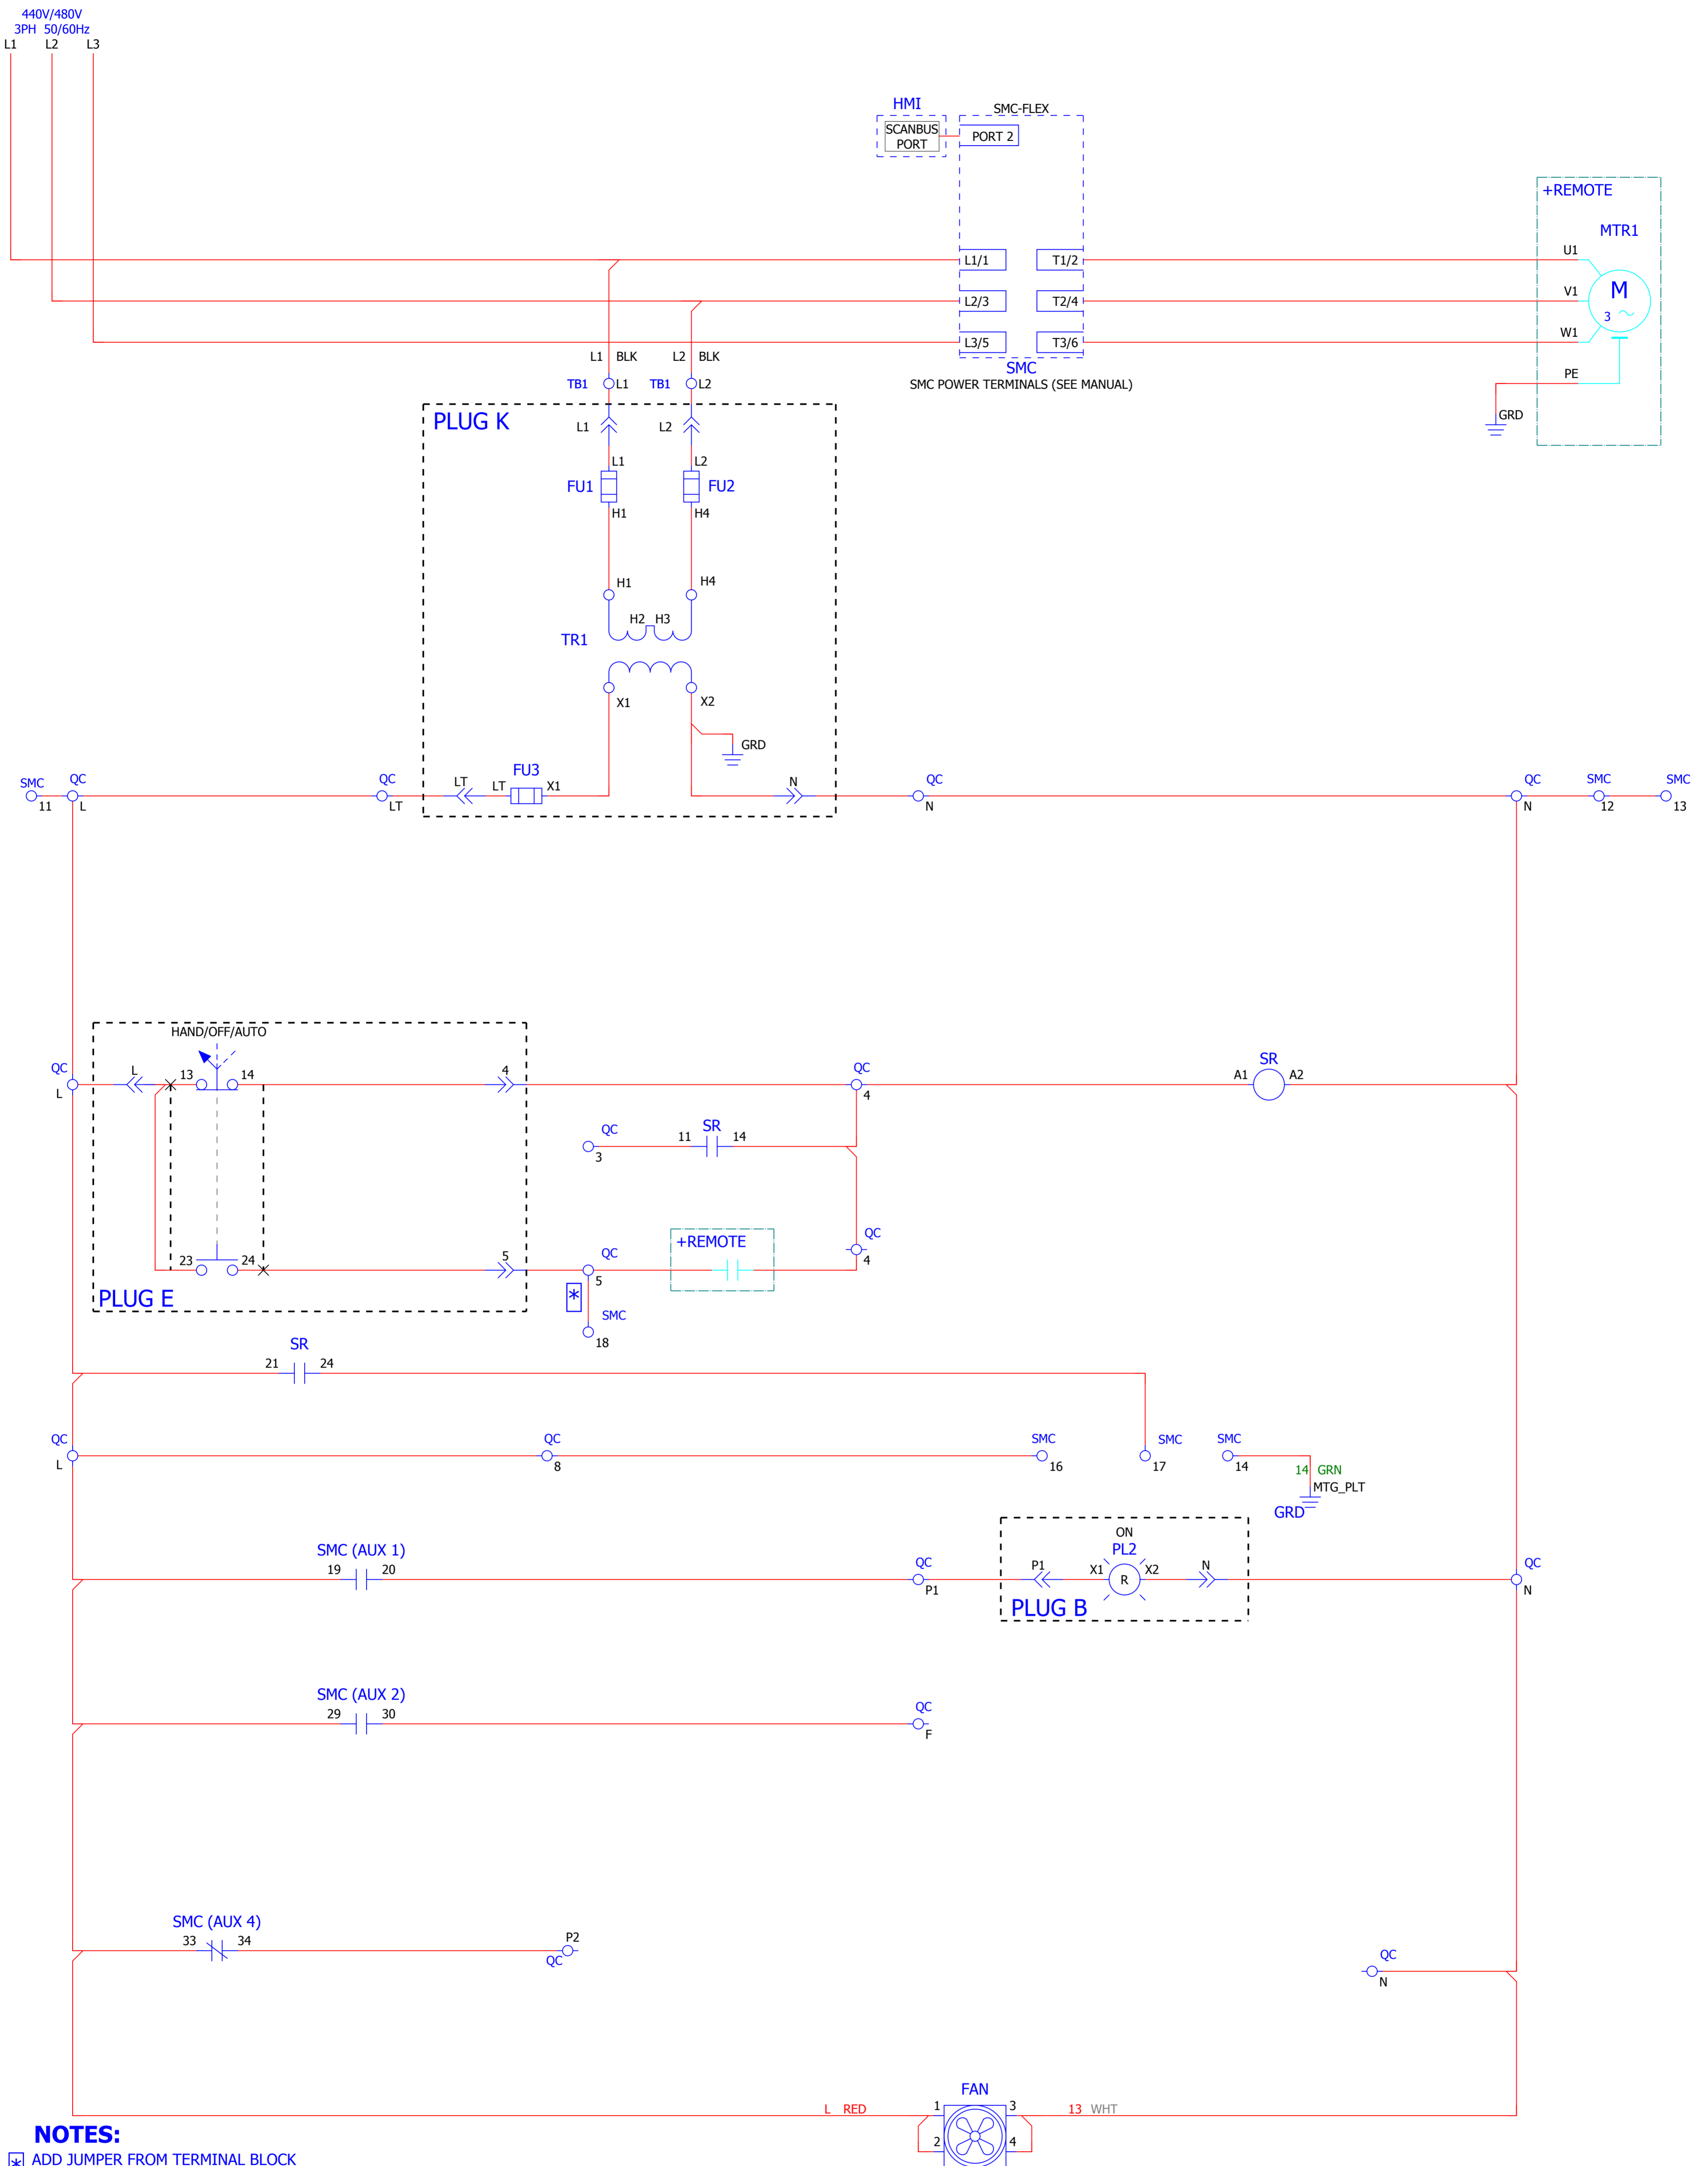 440V/480V
3PH 50/60Hz
L1 L2 L3
HMI
SCANBUS
PORT
SMC-FLEX
PORT 2
+REMOTE
MTR1
L1/1 T1/2 U1
L2/3 T2/4 V1
M
3
L3/5 T3/6 W1
SMC
SMC POWER TERMINALS (SEE MANUAL)
PE
GRD
L1 BLK L2 BLK
TB1 L1 TB1 L2
PLUG K
L1 L2
L1 L2
FU1 FU2
H1 H4
H1 H4
H2 H3
TR1
X1 X2
GRD
SMC QC QC LT LT FU3 X1 N QC QC SMC SMC
11 L LT N N 12 13
HAND/OFF/AUTO
QC L 13 14 4 QC SR
L 4 A1 A2
QC 11 SR 14
3
+REMOTE
QC
4
23 24 5 QC
5
*
PLUG E
SMC
18
SR
21 24
QC QC SMC SMC SMC
L 8 16 17 14
14 GRN
MTG_PLT
GRD
SMC (AUX 1)
19 20
QC
P1
ON
PL2
P1 X1 R X2 N
PLUG B
QC
N
SMC (AUX 2)
29 30
QC
F
SMC (AUX 4)
33 34
P2
QC
QC
N
FAN
L RED 1 3 13 WHT
2 4
NOTES:
* ADD JUMPER FROM TERMINAL BLOCK